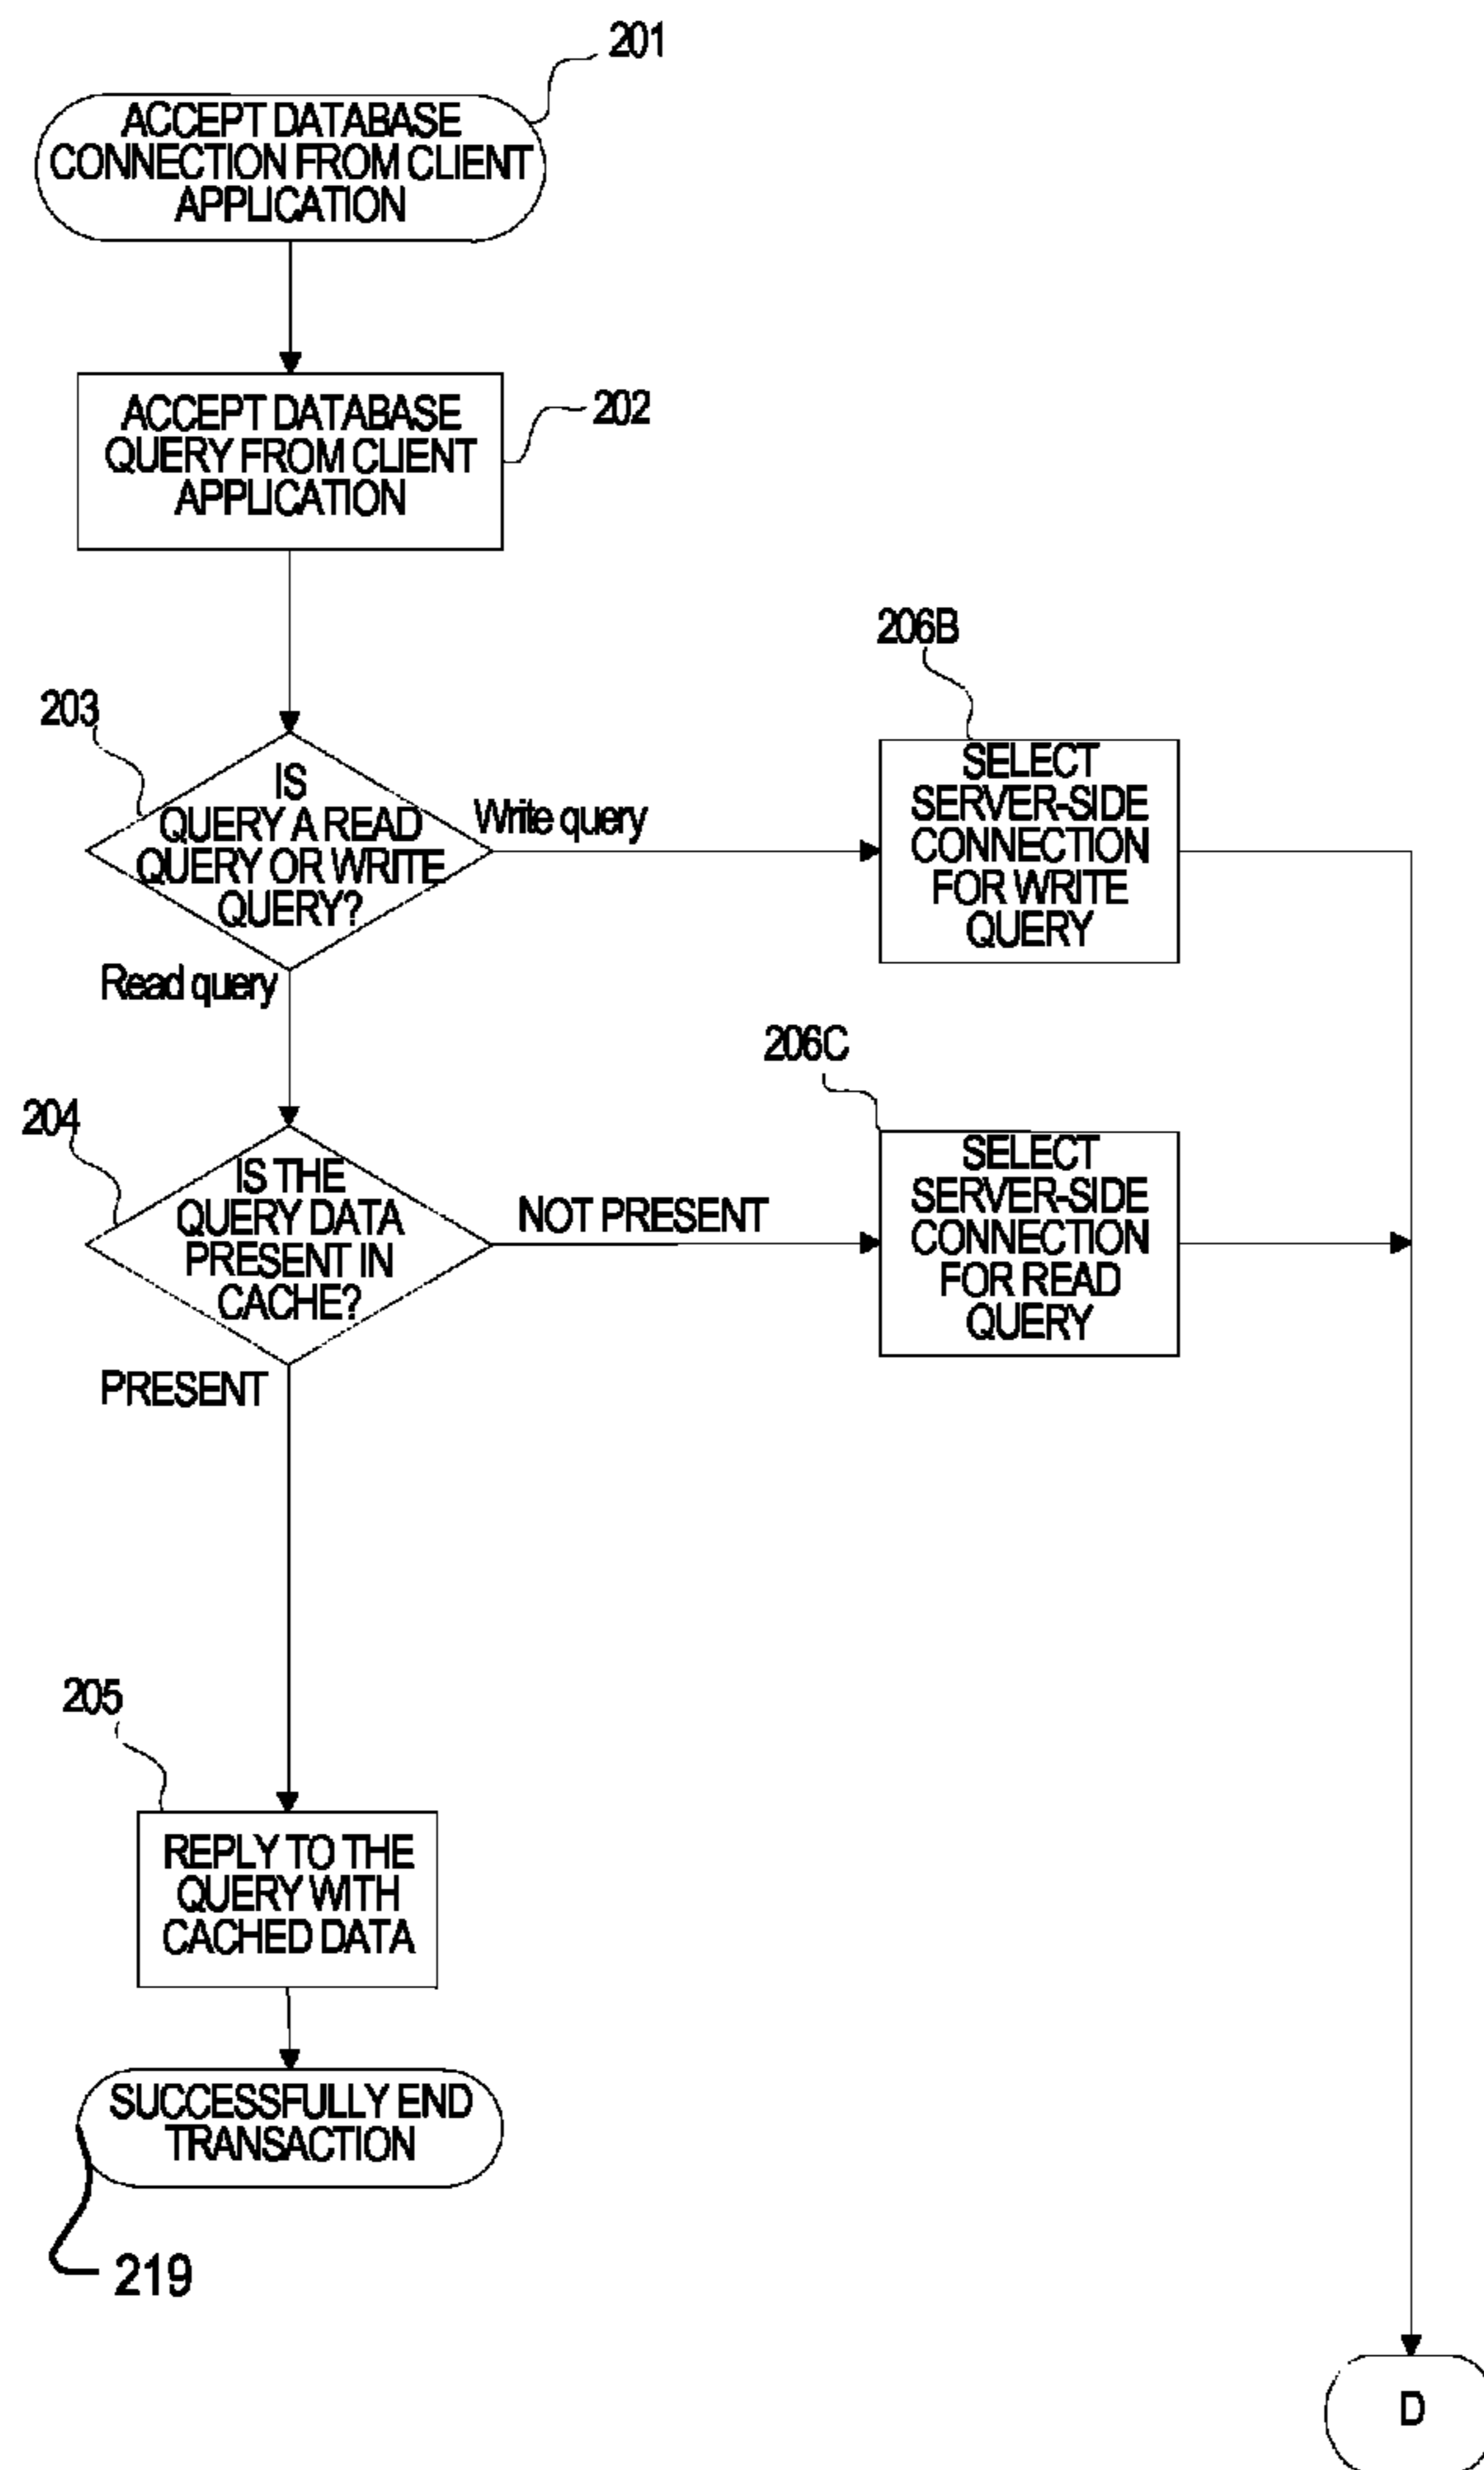 201
ACCEPT DATABASE
CONNECTION FROM CLIENT
APPLICATION
202
ACCEPT DATABASE
QUERY FROM CLIENT
APPLICATION
203
IS
QUERY A READ
QUERY OR WRITE
QUERY?
Write query
Read query
206B
SELECT
SERVER-SIDE
CONNECTION
FOR WRITE
QUERY
204
IS THE
QUERY DATA
PRESENT IN
CACHE?
NOT PRESENT
PRESENT
206C
SELECT
SERVER-SIDE
CONNECTION
FOR READ
QUERY
205
REPLY TO THE
QUERY WITH
CACHED DATA
SUCCESSFULLY END
TRANSACTION
219
D